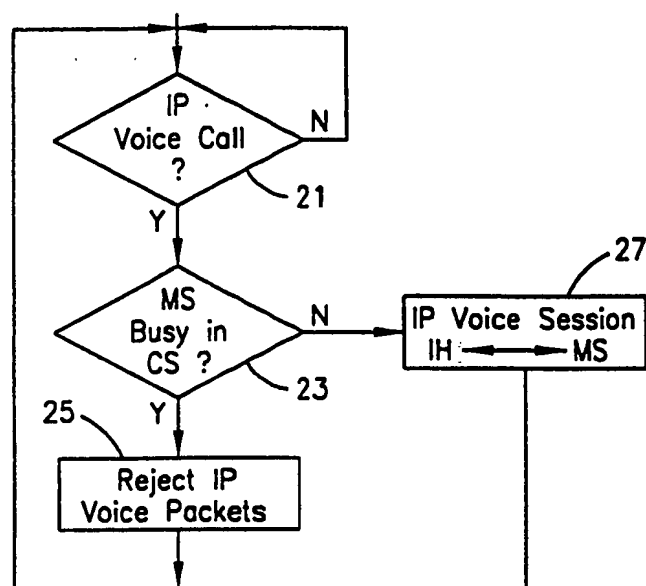 IP
Voice Call
?
N
21
Y
MS
Busy in
CS ?
N
23
Y
27
IP Voice Session
IH MS
25
Reject IP
Voice Packets